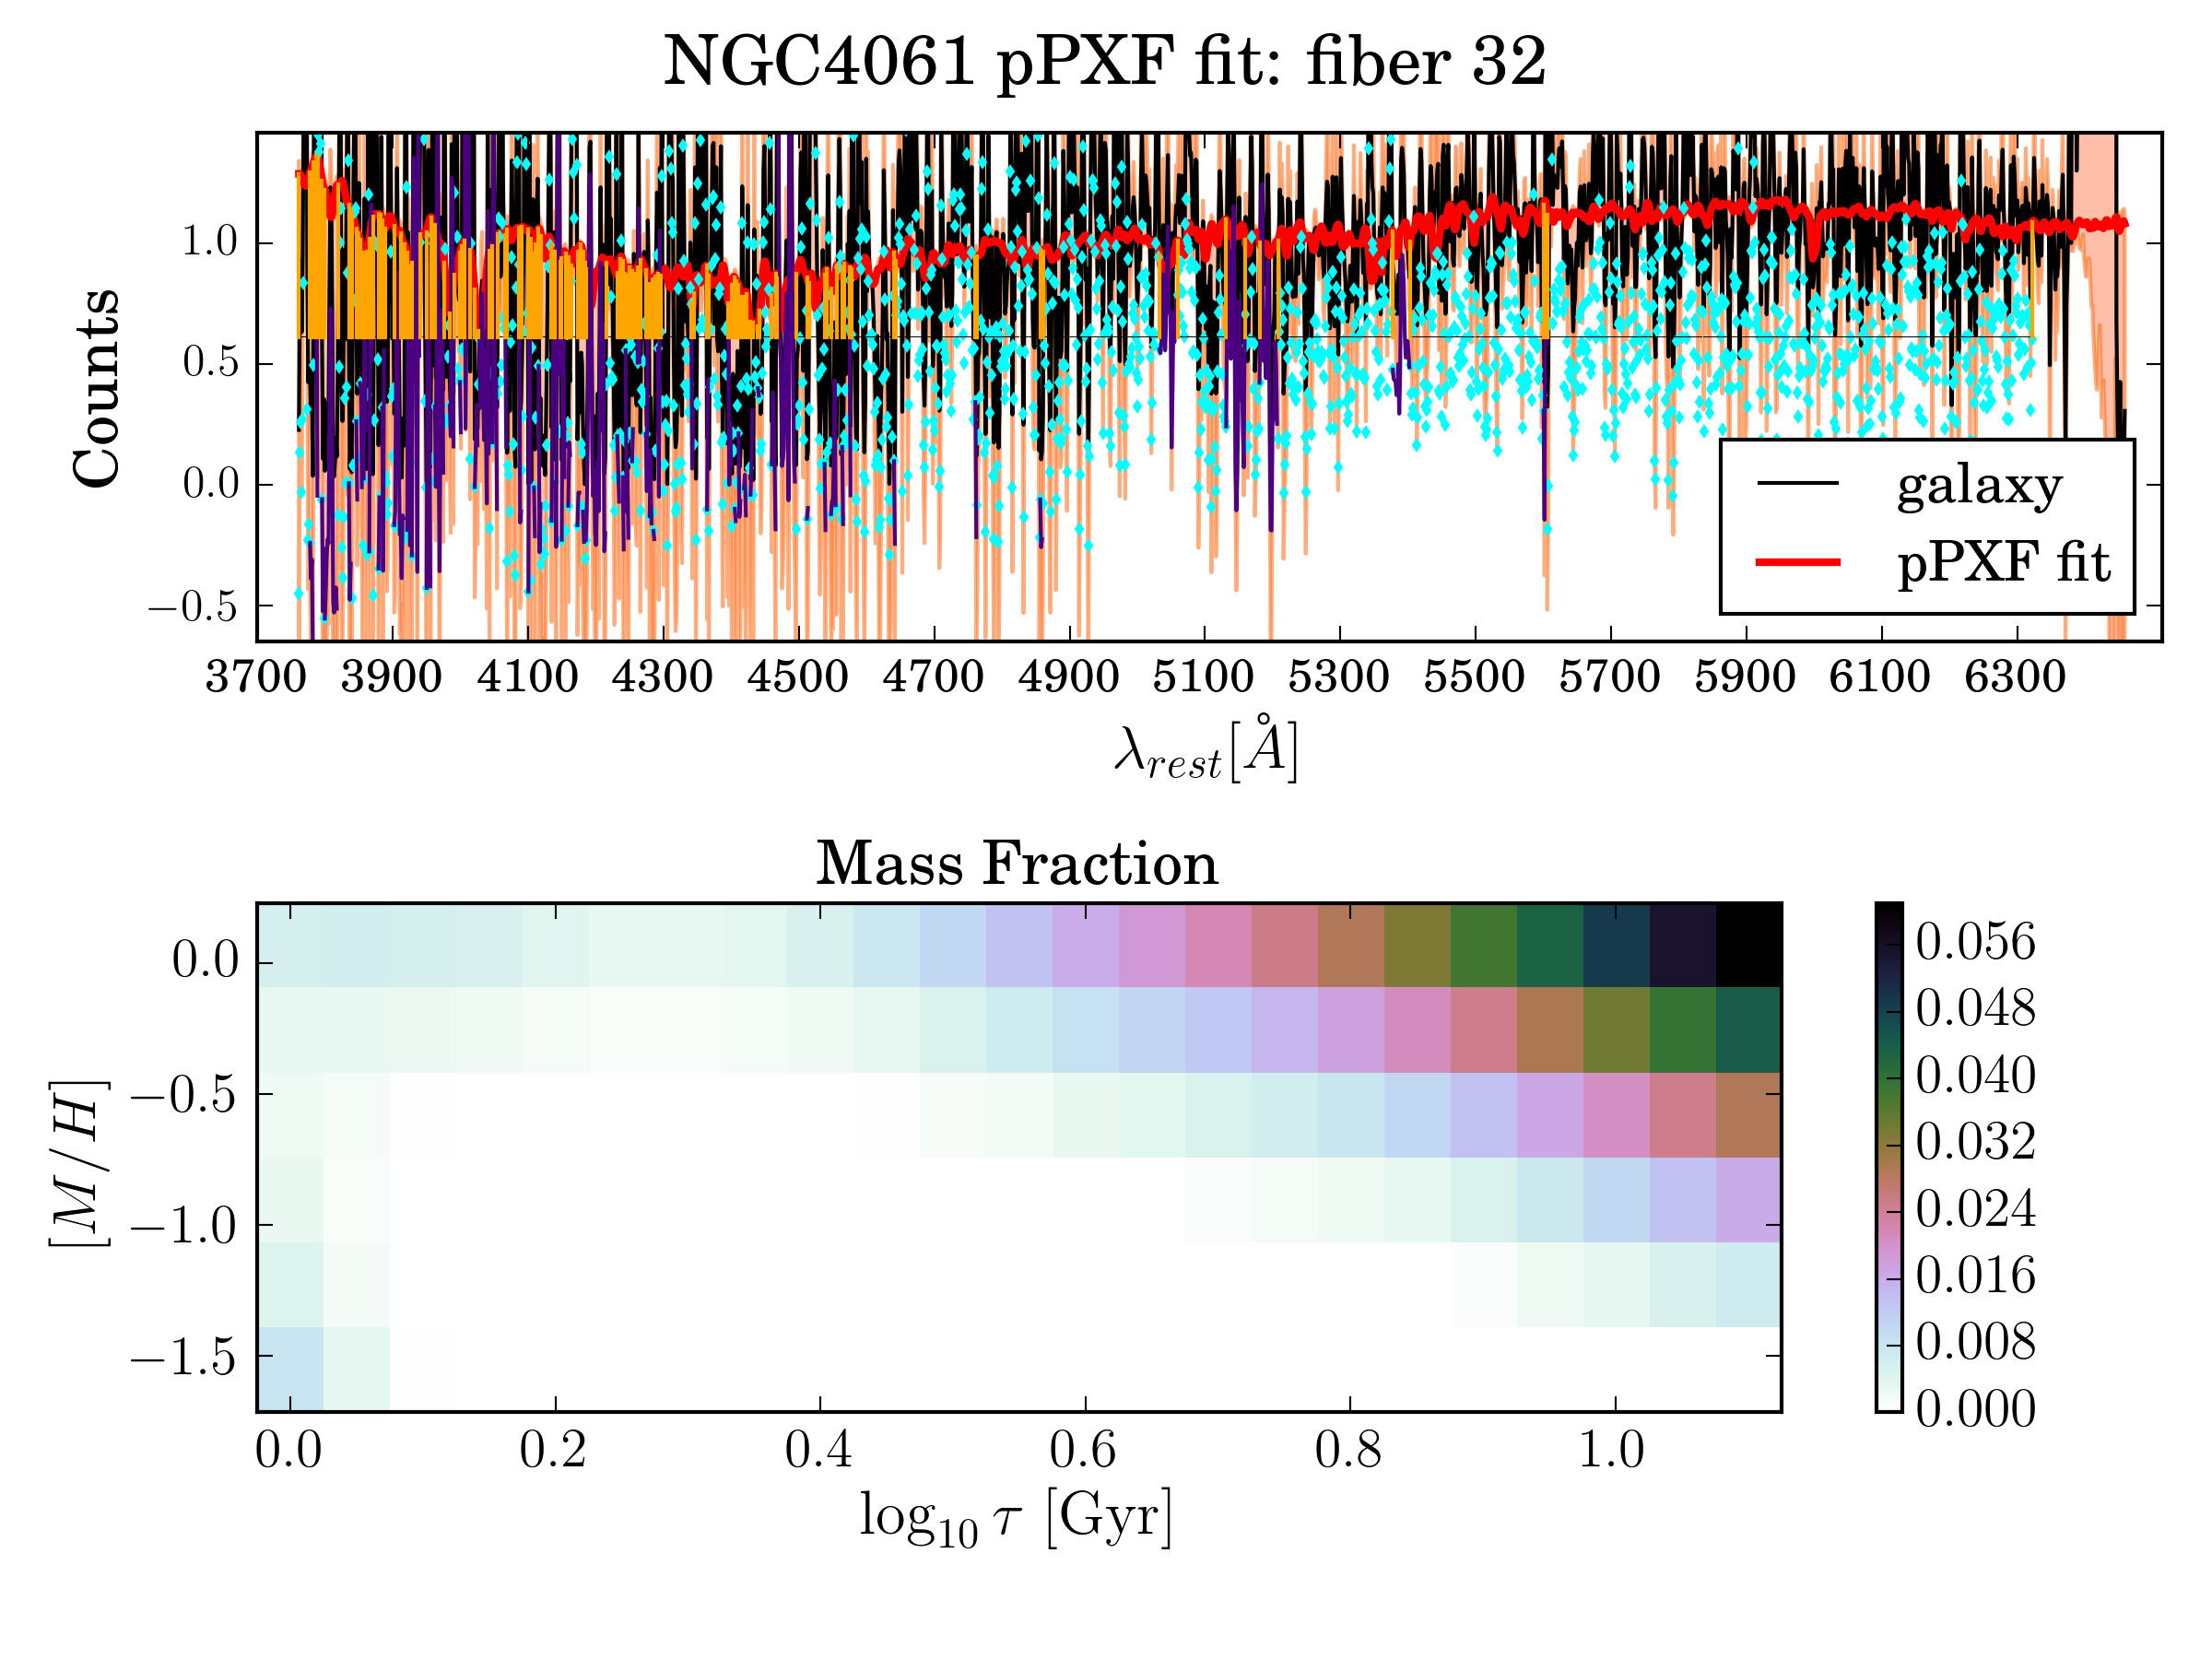 NGC4061 pPXF fit: fiber 32
Counts
1.0
0.5
0.0
−0.5
galaxy
pPXF fit
3700 3900 4100 4300 4500 4700 4900 5100 5300 5500 5700 5900 6100 6300
λrest[Å]
Mass Fraction
[M/H]
0.0
−0.5
−1.0
−1.5
0.0 0.2 0.4 0.6 0.8 1.0
log10 τ [Gyr]
0.056
0.048
0.040
0.032
0.024
0.016
0.008
0.000